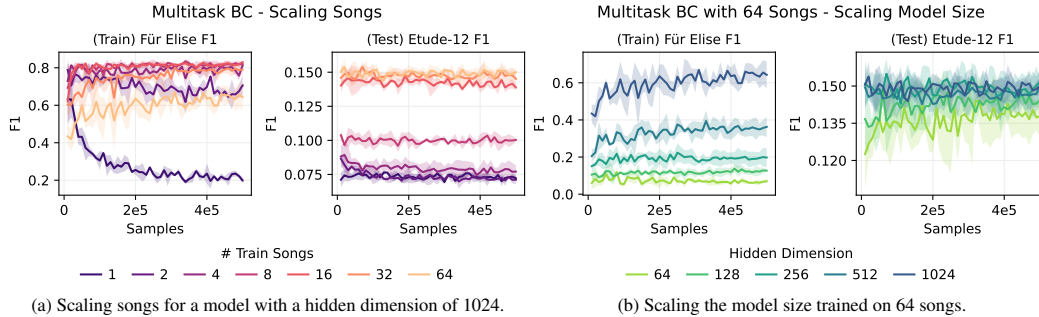 Multitask BC - Scaling Songs
(Train) Für Elise F1
(Test) Etude-12 F1
F1
0.8
0.6
0.4
0.2
0
2e5
4e5
Samples
F1
0.150
0.125
0.100
0.075
0
2e5
4e5
Samples
# Train Songs
1 2 4 8 16 32 64
(a) Scaling songs for a model with a hidden dimension of 1024.
Multitask BC with 64 Songs - Scaling Model Size
(Train) Für Elise F1
(Test) Etude-12 F1
F1
0.6
0.4
0.2
0.0
0
2e5
4e5
Samples
F1
0.150
0.135
0.120
0
2e5
4e5
Samples
Hidden Dimension
64 128 256 512 1024
(b) Scaling the model size trained on 64 songs.